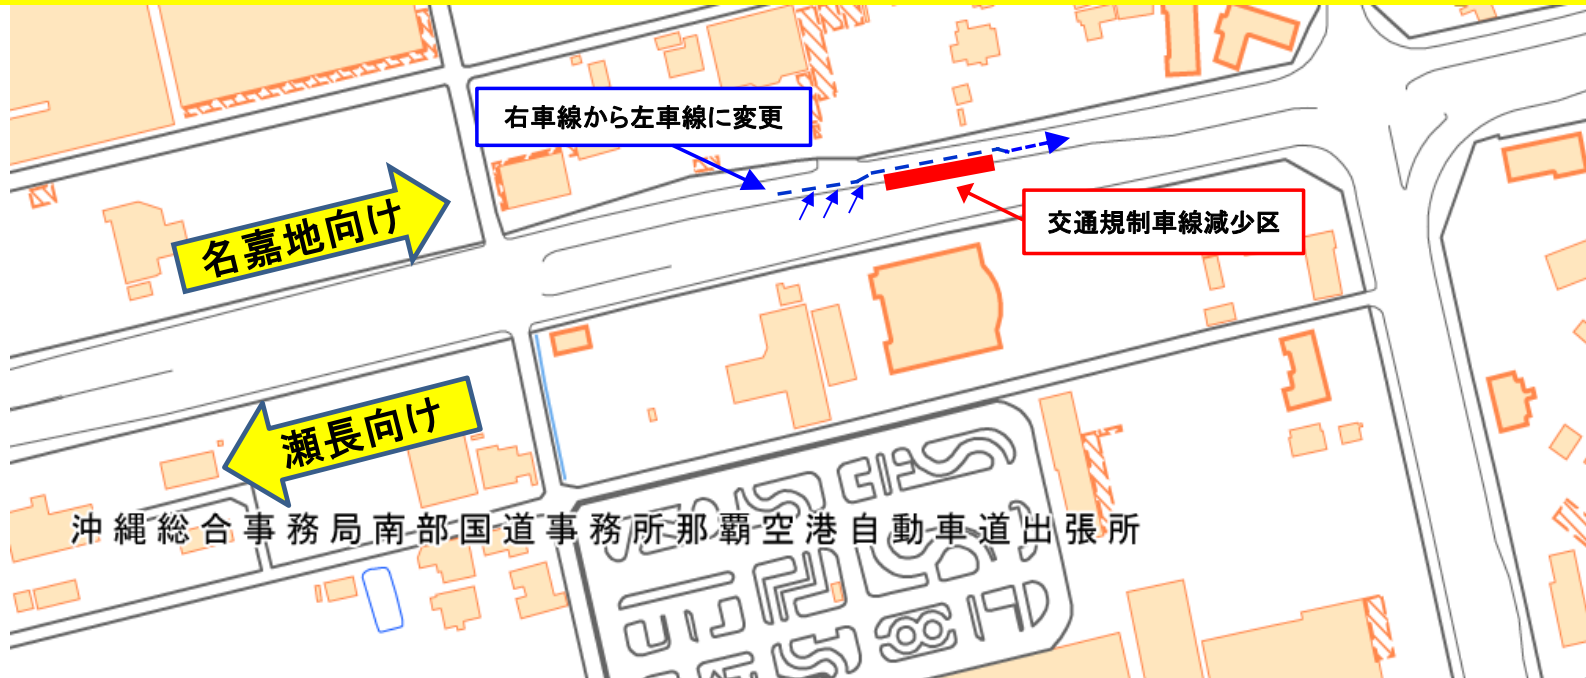 右車線から左車線に変更
交通規制車線減少区
名嘉地向け
瀬長向け
沖縄総合事務局南部国道事務所那覇空港自動車道出張所